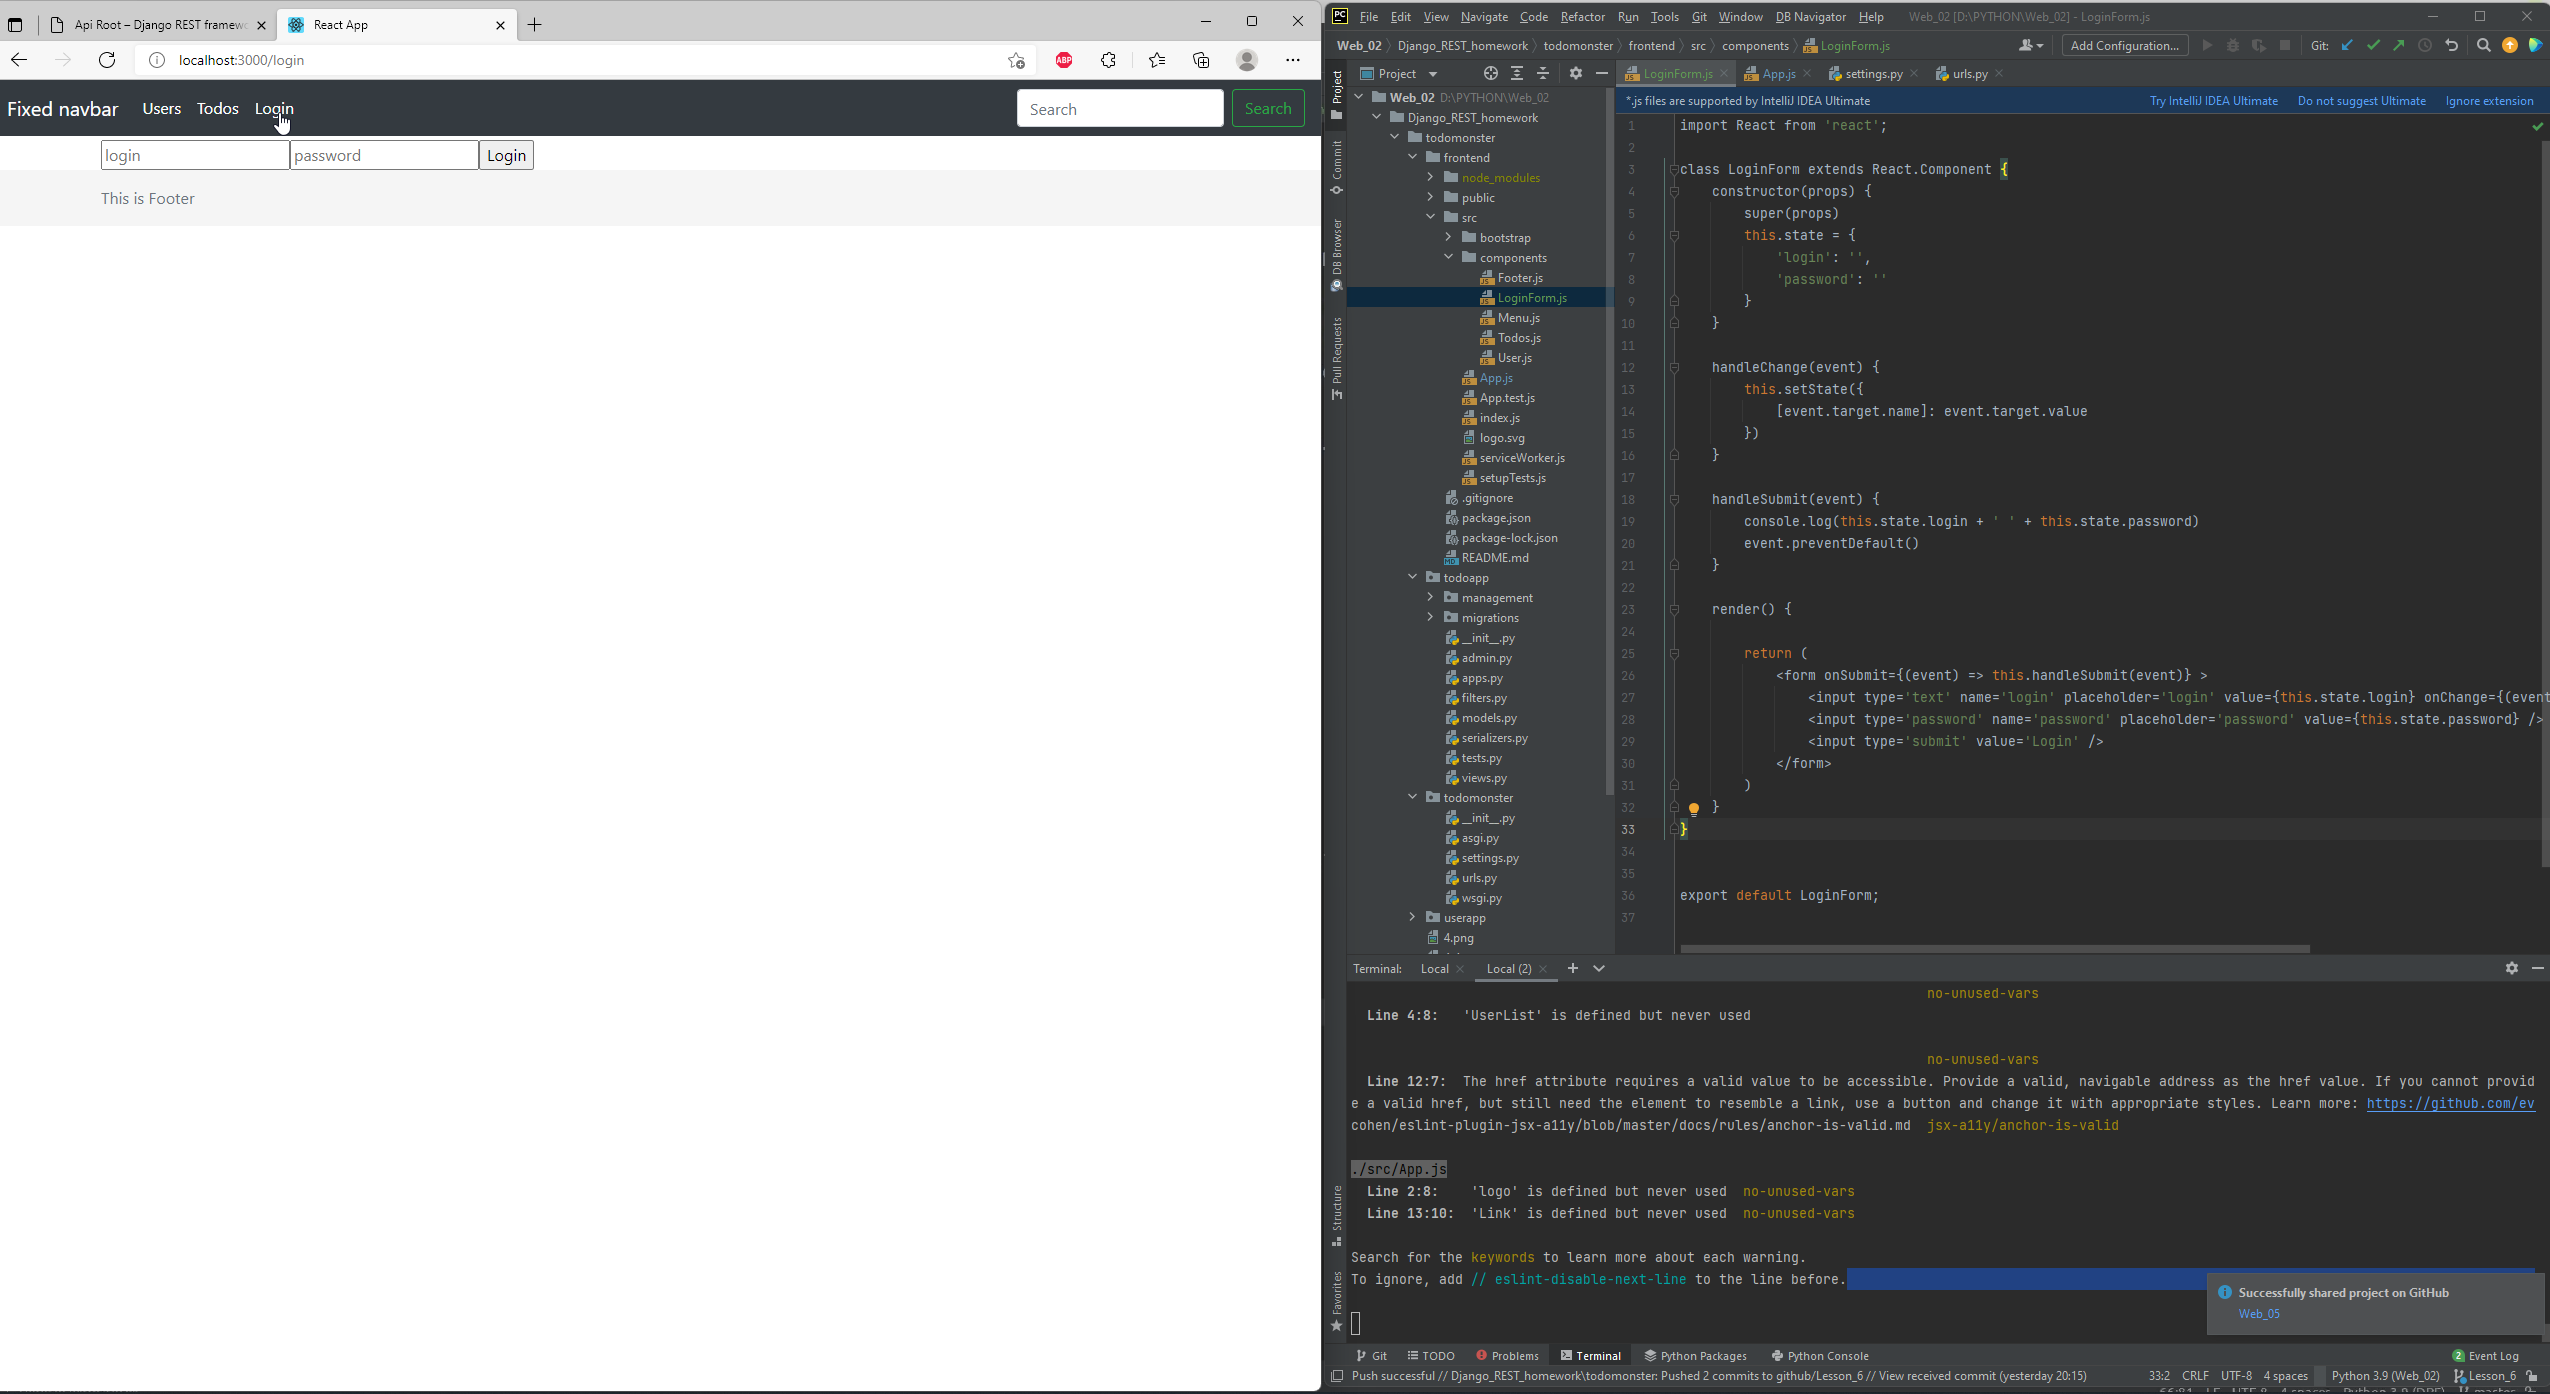 Api Root – Django REST framew
React App
localhost:3000/login
ABP
Fixed navbar
Users
Todos
Login
Search
Search
login
password
Login
This is Footer
PC
File Edit View Navigate Code Refactor Run Tools Git Window DB Navigator Help
Web_02 [D:\PYTHON\Web_02] - LoginForm.js
Web_02 Django_REST_homework todomonster frontend src components LoginForm.js
Add Configuration...
Git:
Project
LoginForm.js
App.js
settings.py
urls.py
*.js files are supported by IntelliJ IDEA Ultimate
Try IntelliJ IDEA Ultimate
Do not suggest Ultimate
Ignore extension
Project
Commit
DB Browser
Pull Requests
Structure
Favorites
Web_02 D:\PYTHON\Web_02
Django_REST_homework
todomonster
frontend
node_modules
public
src
bootstrap
components
Footer.js
LoginForm.js
Menu.js
Todos.js
User.js
App.js
App.test.js
index.js
logo.svg
serviceWorker.js
setupTests.js
.gitignore
package.json
package-lock.json
README.md
todoapp
management
migrations
__init__.py
admin.py
apps.py
filters.py
models.py
serializers.py
tests.py
views.py
todomonster
__init__.py
asgi.py
settings.py
urls.py
wsgi.py
userapp
4.png
1 import React from 'react';
2
3 class LoginForm extends React.Component {
4 constructor(props) {
5 super(props)
6 this.state = {
7 'login': '',
8 'password': ''
9 }
10 }
11
12 handleChange(event) {
13 this.setState({
14 [event.target.name]: event.target.value
15 })
16 }
17
18 handleSubmit(event) {
19 console.log(this.state.login + ' ' + this.state.password)
20 event.preventDefault()
21 }
22
23 render() {
24
25 return (
26 <form onSubmit={(event) => this.handleSubmit(event)} >
27 <input type='text' name='login' placeholder='login' value={this.state.login} onChange={(event
28 <input type='password' name='password' placeholder='password' value={this.state.password} />
29 <input type='submit' value='Login' />
30 </form>
31 )
32 }
33 }
34
35
36 export default LoginForm;
37
Terminal: Local Local (2)
no-unused-vars
Line 4:8: 'UserList' is defined but never used
no-unused-vars
Line 12:7: The href attribute requires a valid value to be accessible. Provide a valid, navigable address as the href value. If you cannot provid
e a valid href, but still need the element to resemble a link, use a button and change it with appropriate styles. Learn more: https://github.com/ev
cohen/eslint-plugin-jsx-a11y/blob/master/docs/rules/anchor-is-valid.md jsx-a11y/anchor-is-valid
./src/App.js
Line 2:8: 'logo' is defined but never used no-unused-vars
Line 13:10: 'Link' is defined but never used no-unused-vars
Search for the keywords to learn more about each warning.
To ignore, add // eslint-disable-next-line to the line before.
Successfully shared project on GitHub
Web_05
Git TODO Problems Terminal Python Packages Python Console
2 Event Log
Push successful // Django_REST_homework\todomonster: Pushed 2 commits to github/Lesson_6 // View received commit (yesterday 20:15)
33:2 CRLF UTF-8 4 spaces Python 3.9 (Web_02) Lesson_6